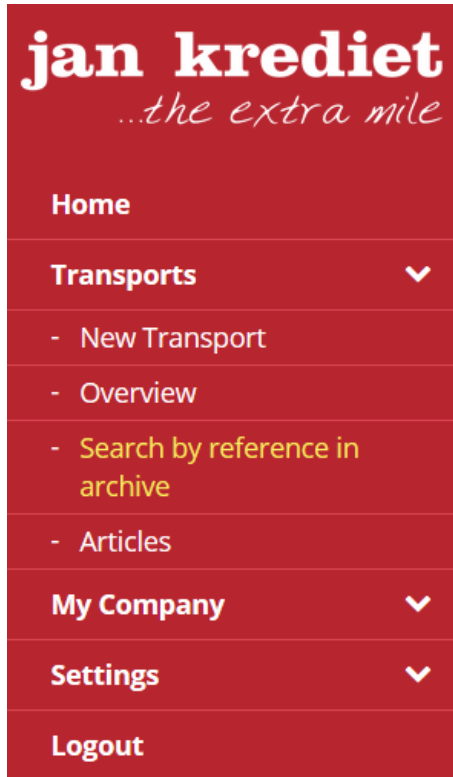 jan krediet
...the extra mile
Home
Transports
- New Transport
- Overview
- Search by reference in
archive
- Articles
My Company
Settings
Logout